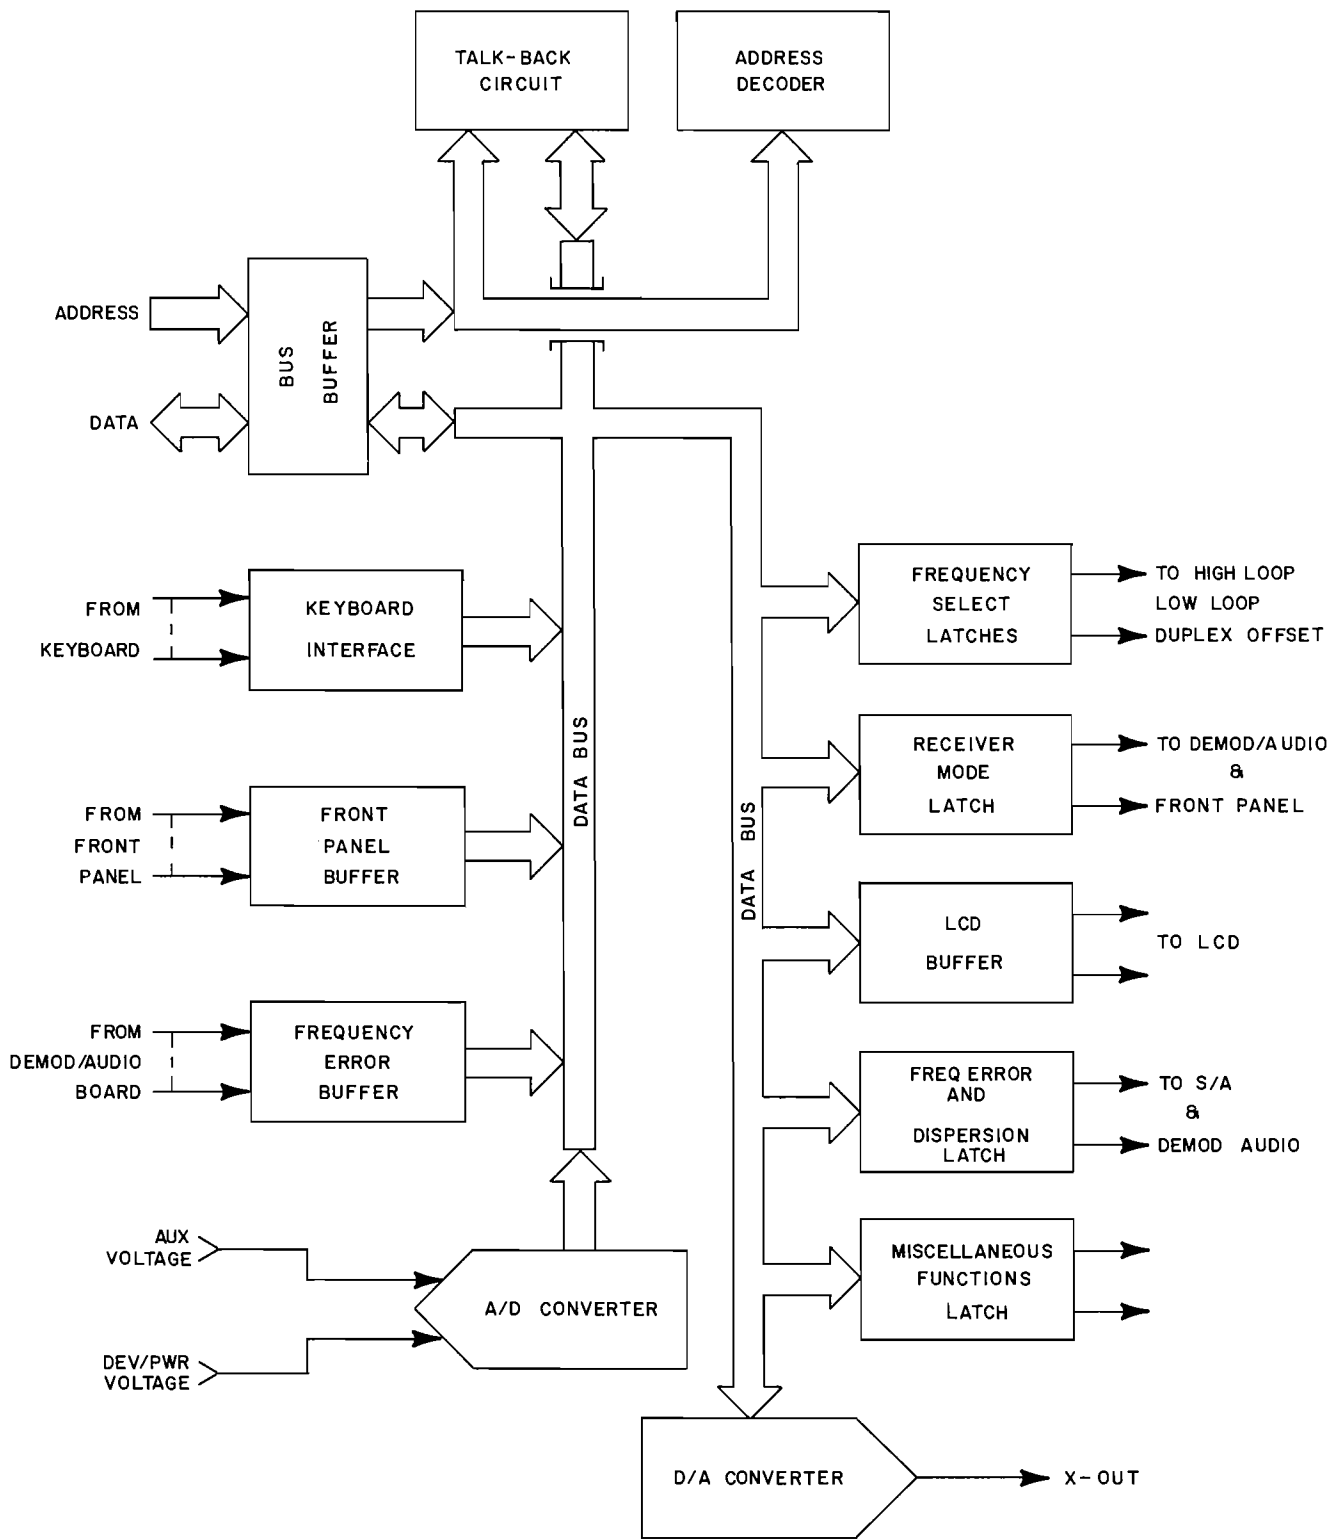 TALK-BACK
CIRCUIT
ADDRESS
DECODER
ADDRESS
DATA
BUS
BUFFER
FROM
KEYBOARD
KEYBOARD
INTERFACE
FROM
FRONT
PANEL
FRONT
PANEL
BUFFER
FROM
DEMOD/AUDIO
BOARD
FREQUENCY
ERROR
BUFFER
AUX
VOLTAGE
DEV/PWR
VOLTAGE
A/D CONVERTER
DATA BUS
DATA BUS
FREQUENCY
SELECT
LATCHES
TO HIGH LOOP
LOW LOOP
DUPLEX OFFSET
RECEIVER
MODE
LATCH
TO DEMOD/AUDIO
&
FRONT PANEL
LCD
BUFFER
TO LCD
FREQ ERROR
AND
DISPERSION
LATCH
TO S/A
&
DEMOD AUDIO
MISCELLANEOUS
FUNCTIONS
LATCH
D/A CONVERTER
X-OUT